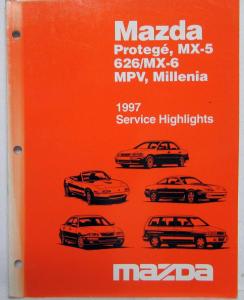 Mazda
Protegé, MX-5
626/MX-6
MPV, Millenia
1997
Service Highlights
mazda